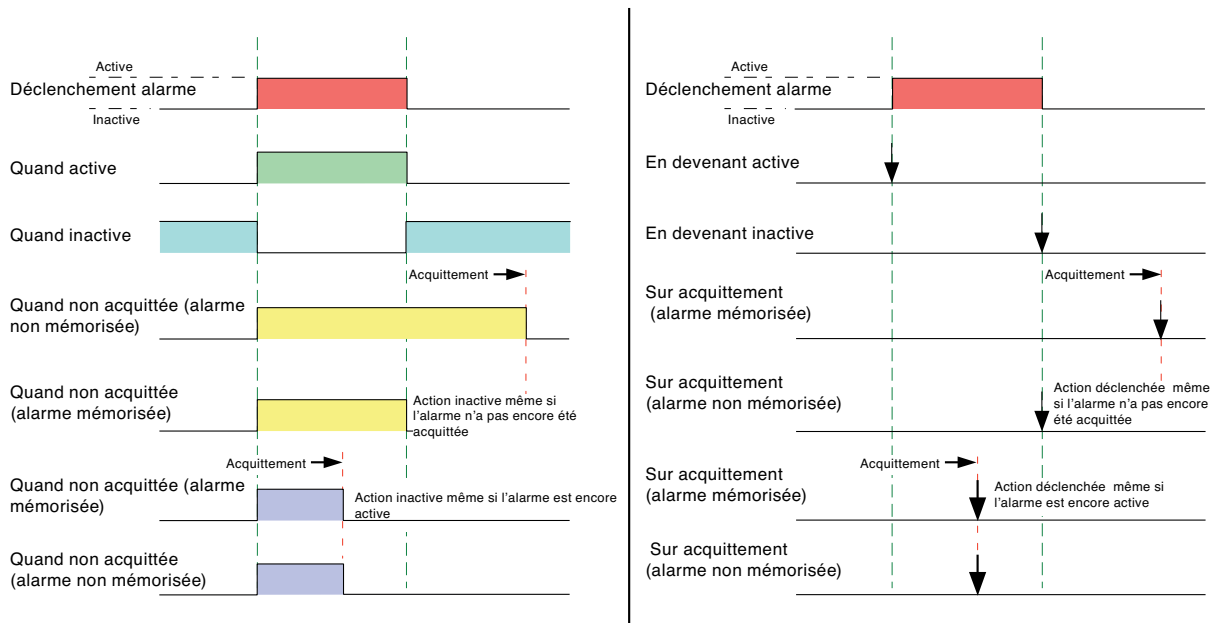 Active
Déclenchement alarme
Inactive
Quand active
Quand inactive
Acquittement
Quand non acquittée (alarme
non mémorisée)
Quand non acquittée
(alarme mémorisée)
Action inactive même si
l'alarme n'a pas encore été
acquittée
Acquittement
Quand non acquittée (alarme
mémorisée)
Action inactive même si l'alarme est encore
active
Quand non acquittée
(alarme non mémorisée)
Active
Déclenchement alarme
Inactive
En devenant active
En devenant inactive
Acquittement
Sur acquittement
(alarme mémorisée)
Sur acquittement
(alarme non mémorisée)
Action déclenchée même
si l'alarme n'a pas encore
été acquittée
Acquittement
Sur acquittement
(alarme mémorisée)
Action déclenchée même si
l'alarme est encore active
Sur acquittement
(alarme non mémorisée)